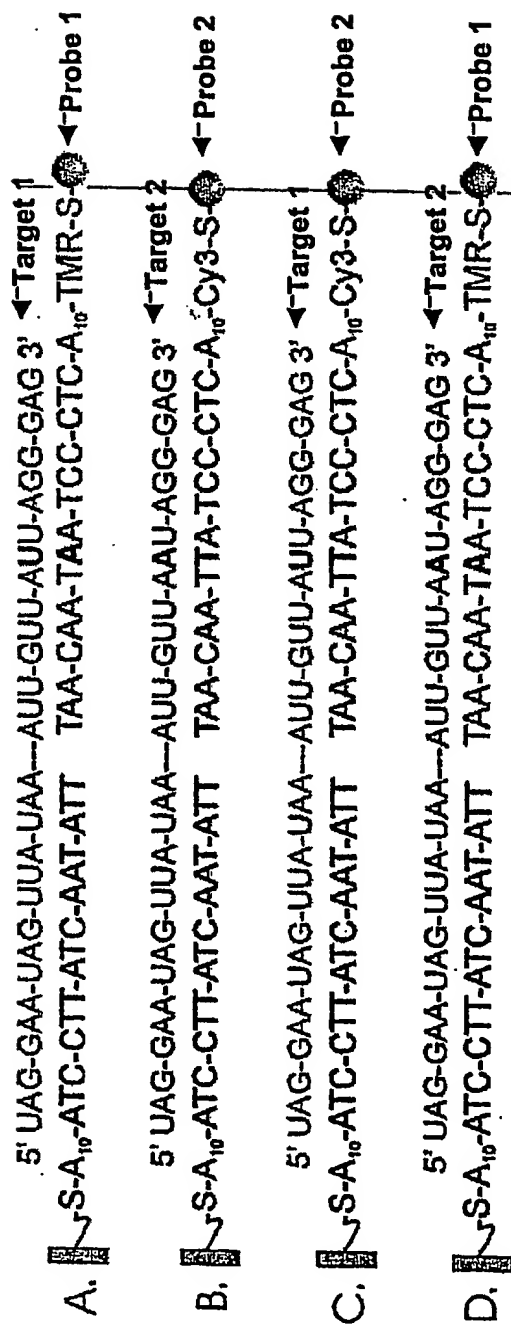 5' UAG-GAA-UAG-UUA-UAA---AUU-GUU-AUU-AGG-GAG 3' Target 1
A. S-A10-ATC-CTT-ATC-AAT-ATT TAA-CAA-TAA-TCC-CTC-A10-TMR-S- Probe 1
5' UAG-GAA-UAG-UUA-UAA---AUU-GUU-AAU-AGG-GAG 3' Target 2
B. S-A10-ATC-CTT-ATC-AAT-ATT TAA-CAA-TTA-TCC-CTC-A10-Cy3-S- Probe 2
5' UAG-GAA-UAG-UUA-UAA---AUU-GUU-AUU-AGG-GAG 3' Target 1
C. S-A10-ATC-CTT-ATC-AAT-ATT TAA-CAA-TTA-TCC-CTC-A10-Cy3-S- Probe 2
5' UAG-GAA-UAG-UUA-UAA---AUU-GUU-AAU-AGG-GAG 3' Target 2
D. S-A10-ATC-CTT-ATC-AAT-ATT TAA-CAA-TAA-TCC-CTC-A10-TMR-S- Probe 1